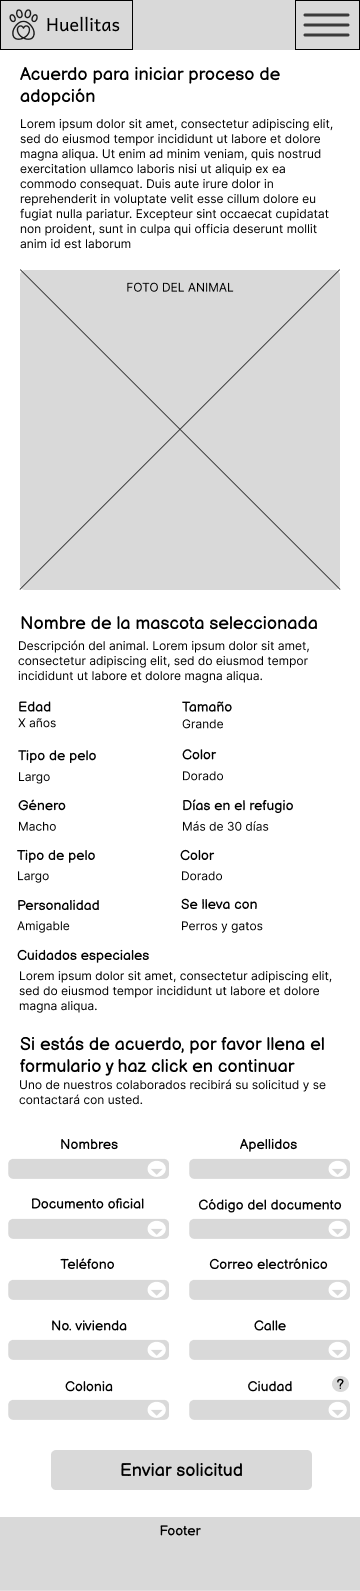 Huellitas
Acuerdo para iniciar proceso de
adopción
Lorem ipsum dolor sit amet, consectetur adipiscing elit,
sed do eiusmod tempor incididunt ut labore et dolore
magna aliqua. Ut enim ad minim veniam, quis nostrud
exercitation ullamco laboris nisi ut aliquip ex ea
commodo consequat. Duis aute irure dolor in
reprehenderit in voluptate velit esse cillum dolore eu
fugiat nulla pariatur. Excepteur sint occaecat cupidatat
non proident, sunt in culpa qui officia deserunt mollit
anim id est laborum
FOTO DEL ANIMAL
Nombre de la mascota seleccionada
Descripción del animal. Lorem ipsum dolor sit amet,
consectetur adipiscing elit, sed do eiusmod tempor
incididunt ut labore et dolore magna aliqua.
Edad Tamaño
X años Grande
Tipo de pelo Color
Largo Dorado
Género Días en el refugio
Macho Más de 30 días
Tipo de pelo Color
Largo Dorado
Personalidad Se lleva con
Amigable Perros y gatos
Cuidados especiales
Lorem ipsum dolor sit amet, consectetur adipiscing elit,
sed do eiusmod tempor incididunt ut labore et dolore
magna aliqua.
Si estás de acuerdo, por favor llena el
formulario y haz click en continuar
Uno de nuestros colaborados recibirá su solicitud y se
contactará con usted.
Nombres Apellidos
Documento oficial Código del documento
Teléfono Correo electrónico
No. vivienda Calle
Colonia Ciudad ?
Enviar solicitud
Footer